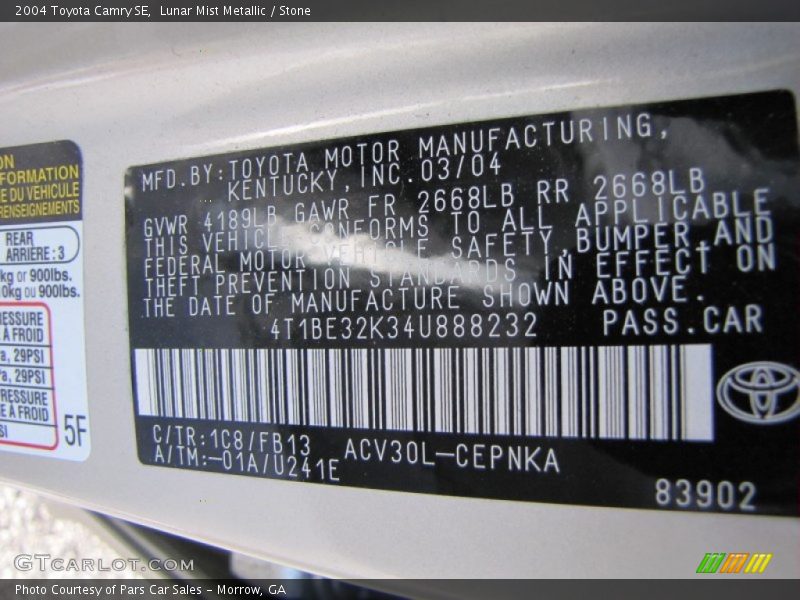 2004 Toyota Camry SE,  Lunar Mist Metallic / Stone
ON
FORMATION
E DU VEHICULE
RENSEIGNEMENTS
REAR
ARRIERE : 3
kg or 900lbs.
0kg or 900lbs.
RESSURE
À FROID
a, 29PSI
Pa, 29PSI
RESSURE
E À FROID
SI
5F
MFD.BY:TOYOTA MOTOR MANUFACTURING,
KENTUCKY,INC.03/04
GVWR 4189LB GAWR FR 2668LB RR 2668LB
THIS VEHICLE CONFORMS TO ALL APPLICABLE
FEDERAL MOTOR VEHICLE SAFETY,BUMPER,AND
THEFT PREVENTION STANDARDS IN EFFECT ON
THE DATE OF MANUFACTURE SHOWN ABOVE.
4T1BE32K34U888232 PASS.CAR
C/TR:1C8/FB13 ACV30L-CEPNKA
A/TM:-01A/U241E
83902
GTCARLOT.COM
Photo Courtesy of Pars Car Sales - Morrow, GA